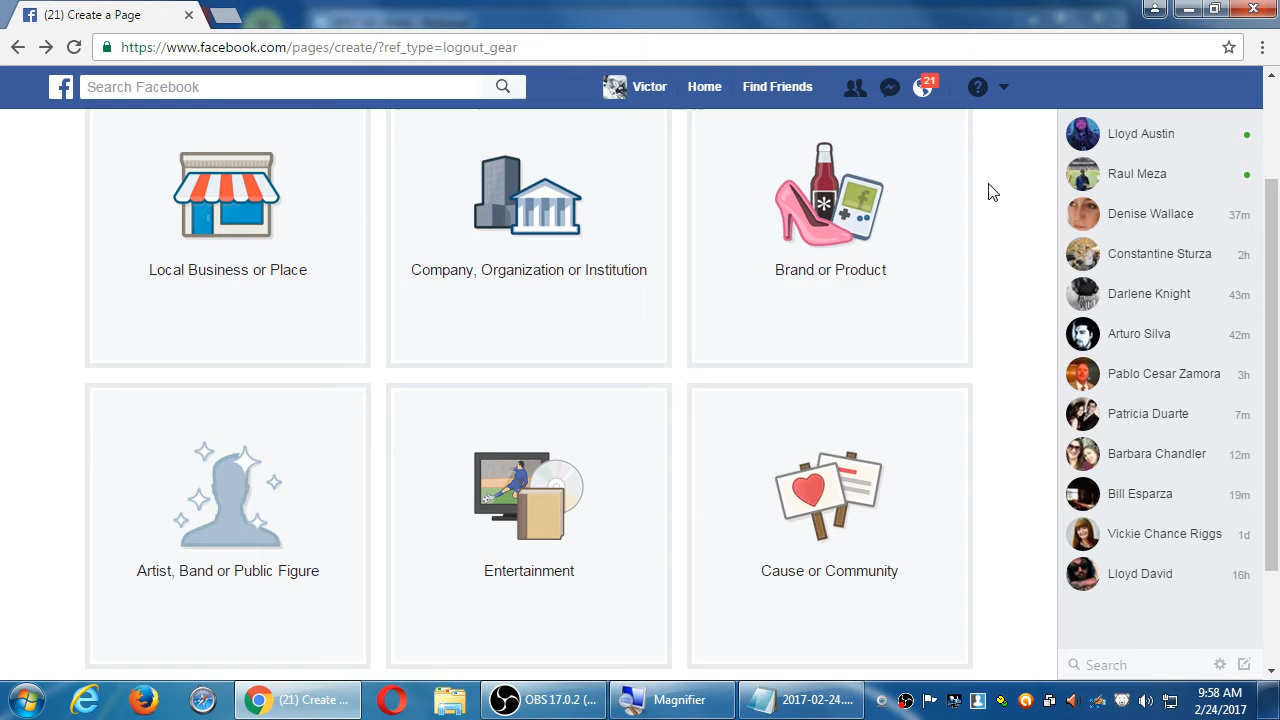 (21) Create a Page
https://www.facebook.com/pages/create/?ref_type=logout_gear
Search Facebook
Victor
Home
Find Friends
21
Local Business or Place
Company, Organization or Institution
Brand or Product
Artist, Band or Public Figure
Entertainment
Cause or Community
Lloyd Austin
Raul Meza
Denise Wallace 37m
Constantine Sturza 2h
Darlene Knight 43m
Arturo Silva 42m
Pablo Cesar Zamora 3h
Patricia Duarte 7m
Barbara Chandler 12m
Bill Esparza 19m
Vickie Chance Riggs 1d
Lloyd David 16h
Search
(21) Create ...
OBS 17.0.2 (...
Magnifier
2017-02-24....
9:58 AM
2/24/2017